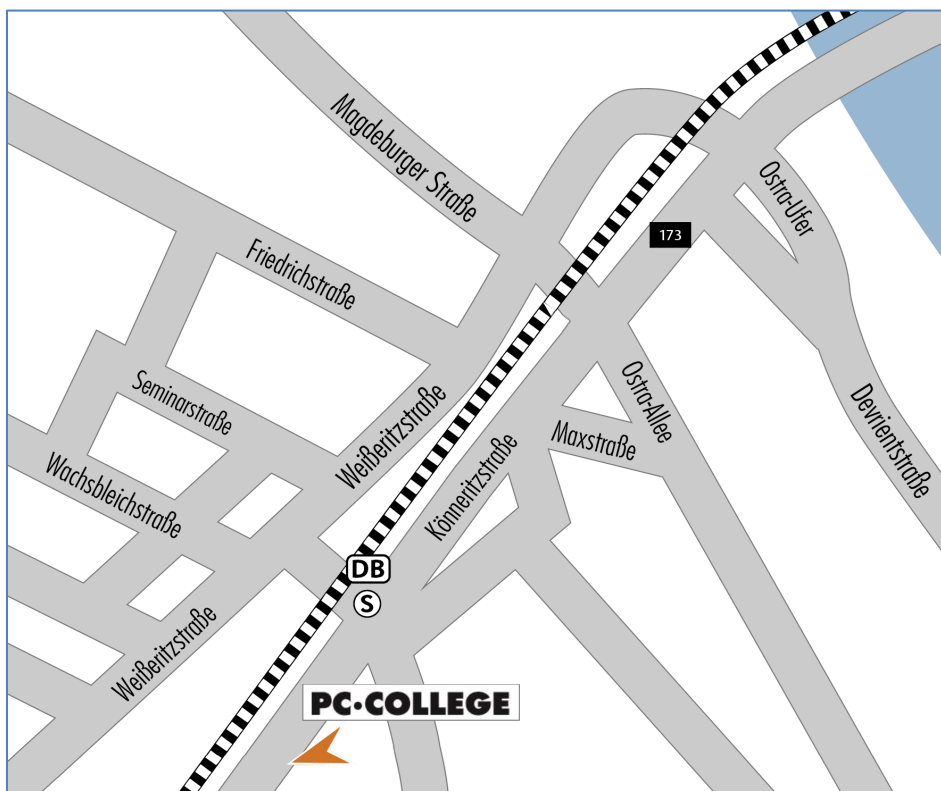 Magdeburger Straße
Ostra-Ufer
173
Friedrichstraße
Seminarstraße
Weißeritzstraße
Ostra-Allee
Devrientstraße
Maxstraße
Könneritzstraße
Wachsbleichstraße
DB
S
Weißeritzstraße
PC·COLLEGE